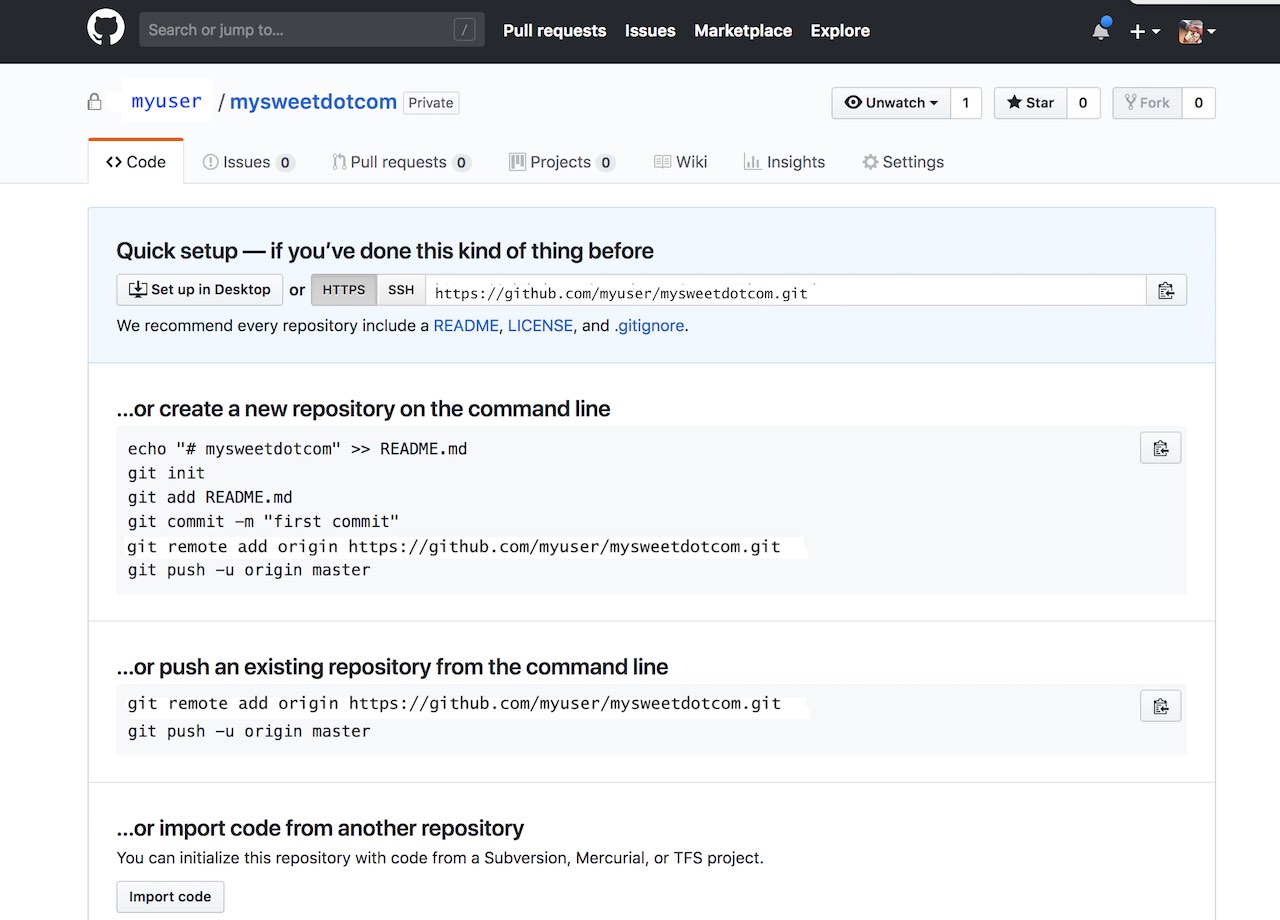 Search or jump to… /
Pull requests Issues Marketplace Explore
myuser / mysweetdotcom Private
Unwatch 1 Star 0 Fork 0
Code Issues 0 Pull requests 0 Projects 0 Wiki Insights Settings
Quick setup — if you’ve done this kind of thing before
Set up in Desktop or HTTPS SSH https://github.com/myuser/mysweetdotcom.git
We recommend every repository include a README, LICENSE, and .gitignore.
…or create a new repository on the command line
echo "# mysweetdotcom" >> README.md
git init
git add README.md
git commit -m "first commit"
git remote add origin https://github.com/myuser/mysweetdotcom.git
git push -u origin master
…or push an existing repository from the command line
git remote add origin https://github.com/myuser/mysweetdotcom.git
git push -u origin master
…or import code from another repository
You can initialize this repository with code from a Subversion, Mercurial, or TFS project.
Import code